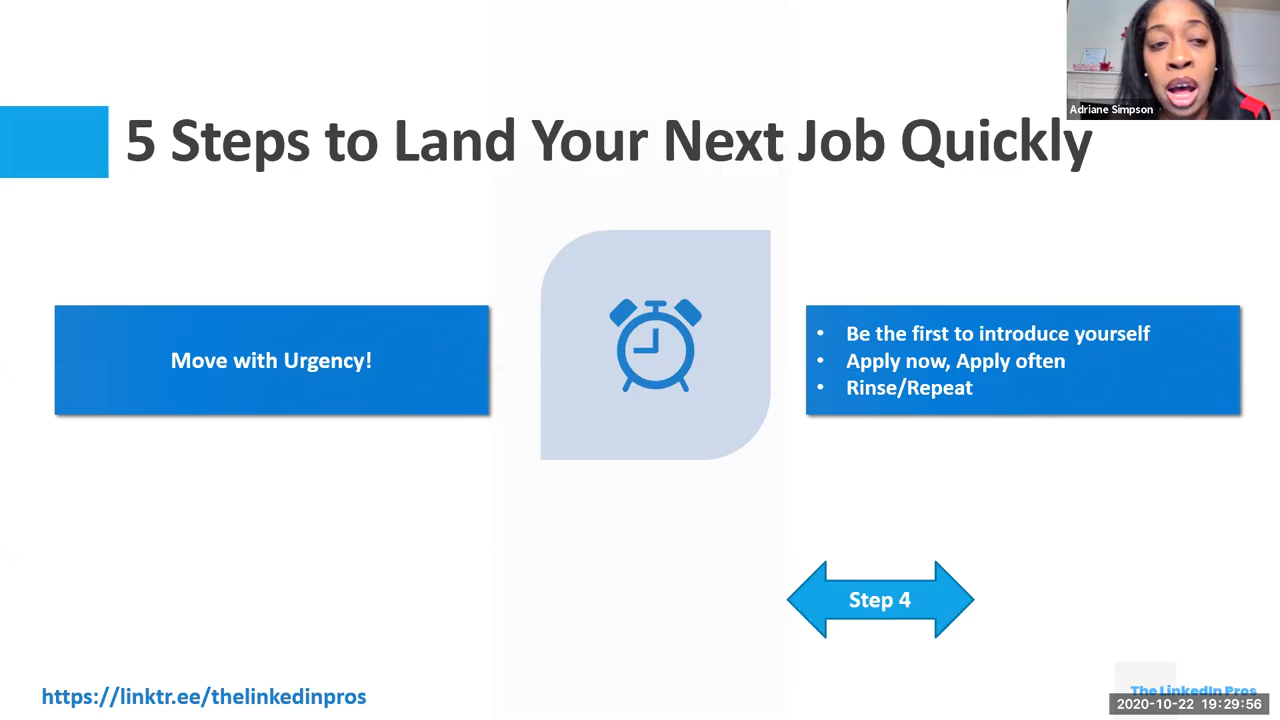 Adriane Simpson
5 Steps to Land Your Next Job Quickly
Move with Urgency!
• Be the first to introduce yourself
• Apply now, Apply often
• Rinse/Repeat
Step 4
https://linktr.ee/thelinkedinpros
The LinkedIn Pros
2020-10-22 19:29:56